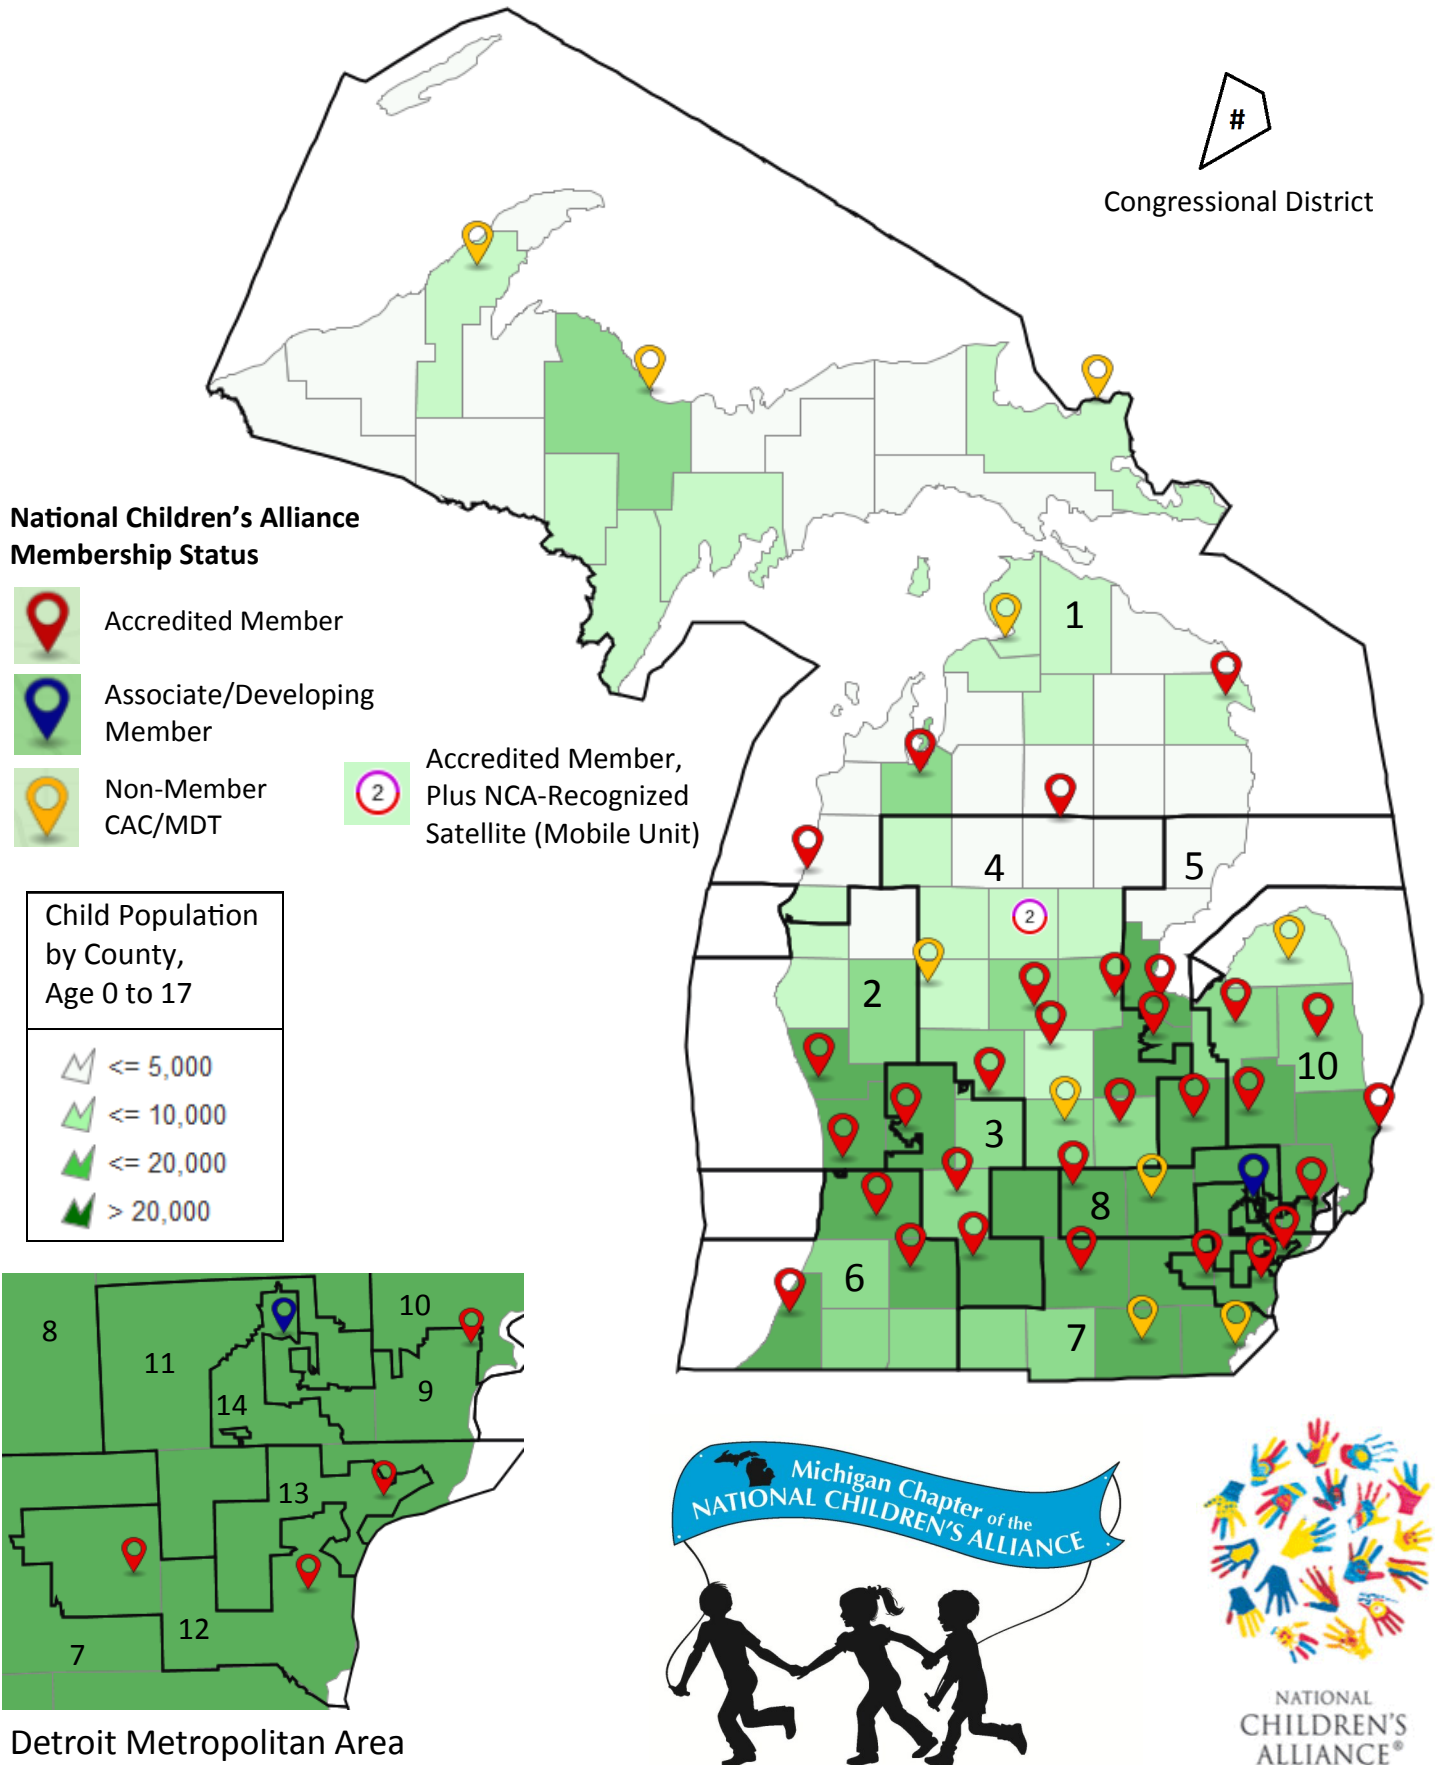 #
Congressional District
National Children's Alliance
Membership Status
Accredited Member
Associate/Developing
Member
Non-Member
CAC/MDT
2
Accredited Member,
Plus NCA-Recognized
Satellite (Mobile Unit)
Child Population
by County,
Age 0 to 17
<= 5,000
<= 10,000
<= 20,000
> 20,000
1
4
5
2
2
10
3
8
6
7
8
10
11
9
14
13
12
7
Detroit Metropolitan Area
Michigan Chapter of the
NATIONAL CHILDREN'S ALLIANCE
NATIONAL
CHILDREN'S
ALLIANCE®